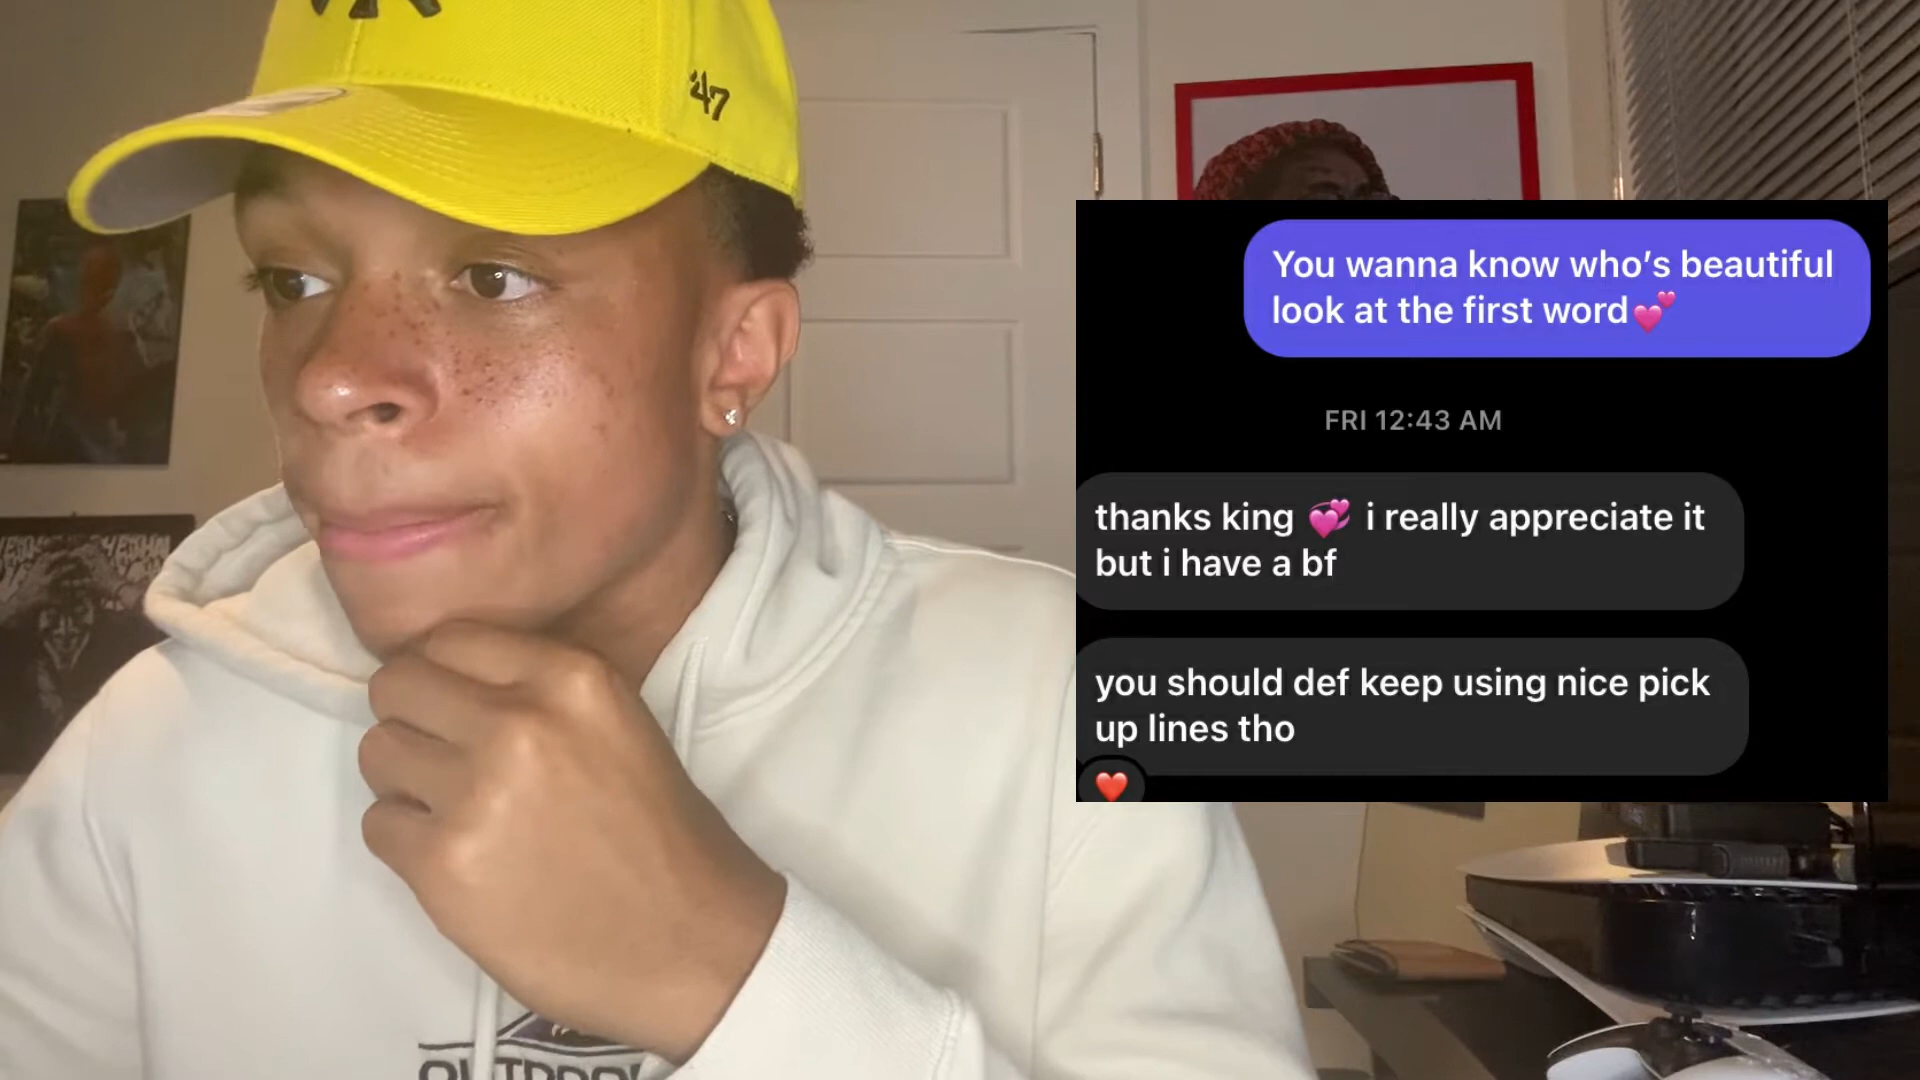 '47
You wanna know who's beautiful
look at the first word💕
FRI 12:43 AM
thanks king 💞 i really appreciate it
but i have a bf
you should def keep using nice pick
up lines tho
❤️